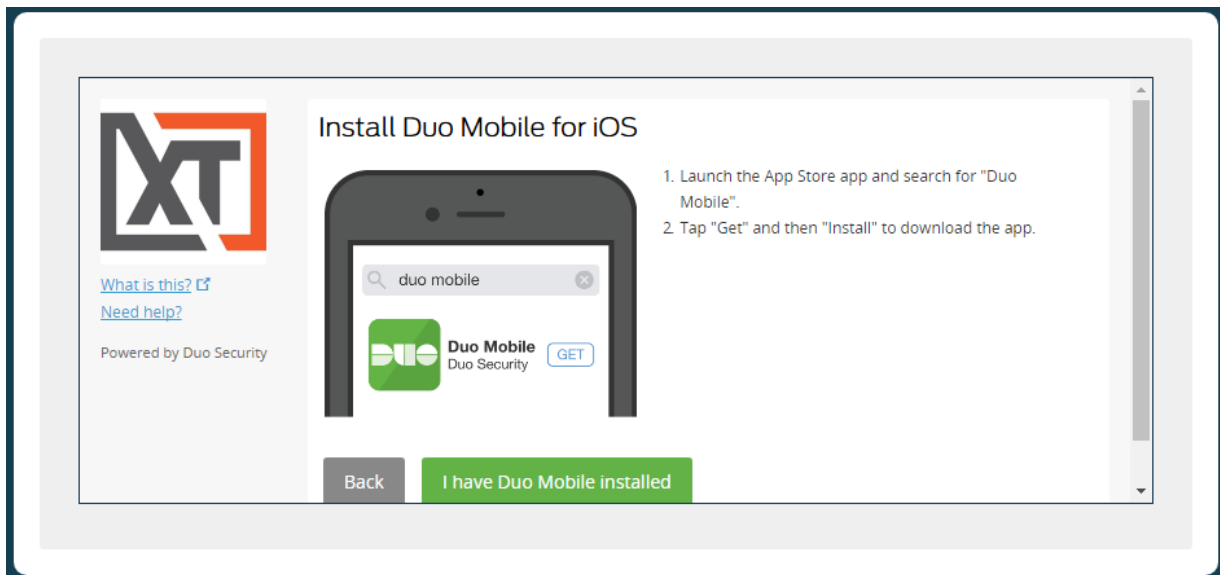 XT
What is this?
Need help?
Powered by Duo Security
Install Duo Mobile for iOS
duo mobile
DUO
Duo Mobile
Duo Security
GET
1. Launch the App Store app and search for "Duo
Mobile".
2. Tap "Get" and then "Install" to download the app.
Back
I have Duo Mobile installed